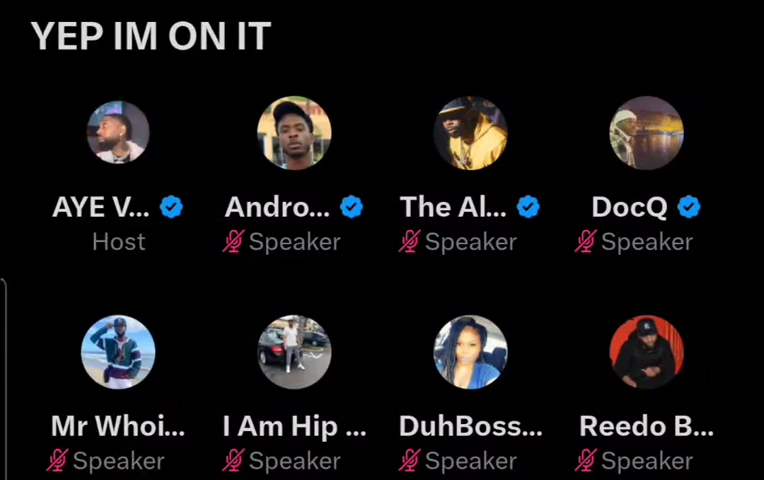 YEP IM ON IT
AYE V... Andro... The Al... DocQ
Host Speaker Speaker Speaker
Mr Whoi... I Am Hip ... DuhBoss... Reedo B...
Speaker Speaker Speaker Speaker